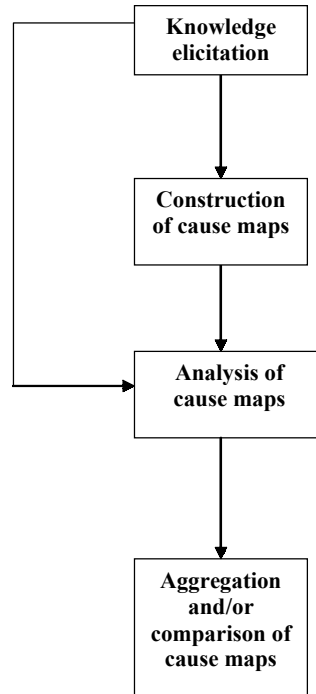 Knowledge
elicitation
Construction
of cause maps
Analysis of
cause maps
Aggregation
and/or
comparison of
cause maps